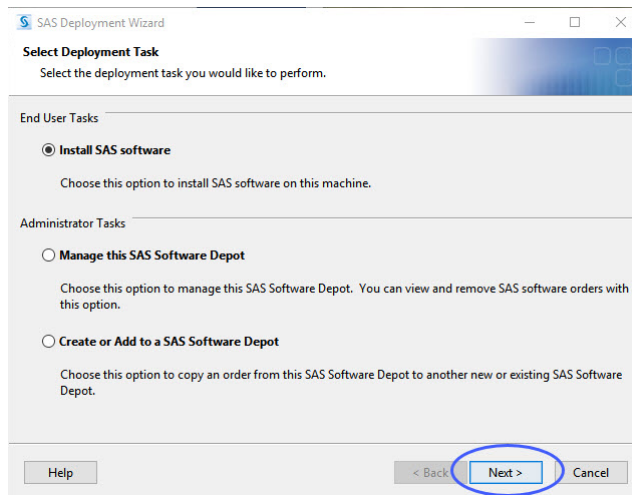 SAS Deployment Wizard
Select Deployment Task
Select the deployment task you would like to perform.
End User Tasks
Install SAS software
Choose this option to install SAS software on this machine.
Administrator Tasks
Manage this SAS Software Depot
Choose this option to manage this SAS Software Depot. You can view and remove SAS software orders with
this option.
Create or Add to a SAS Software Depot
Choose this option to copy an order from this SAS Software Depot to another new or existing SAS Software
Depot.
Help < Back Next > Cancel